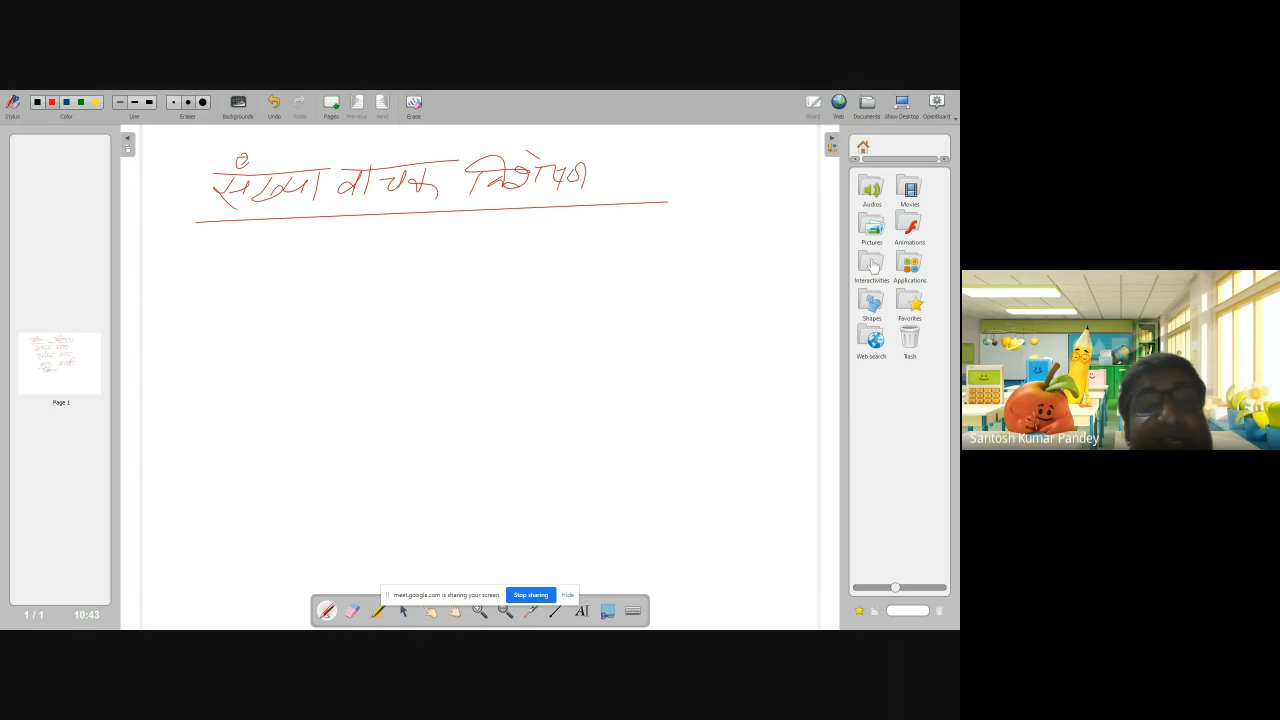 Stylus
Color
Line
Eraser
Backgrounds
Undo
Redo
Pages
Previous
Next
Erase
Board
Web
Documents
Show Desktop
OpenBoard
संख्या वाचक विशेषण
Audios
Movies
Pictures
Animations
Interactivities
Applications
Shapes
Favorites
Web search
Trash
Page 1
Santosh Kumar Pandey
meet.google.com is sharing your screen.
Stop sharing
Hide
1 / 1
10:43